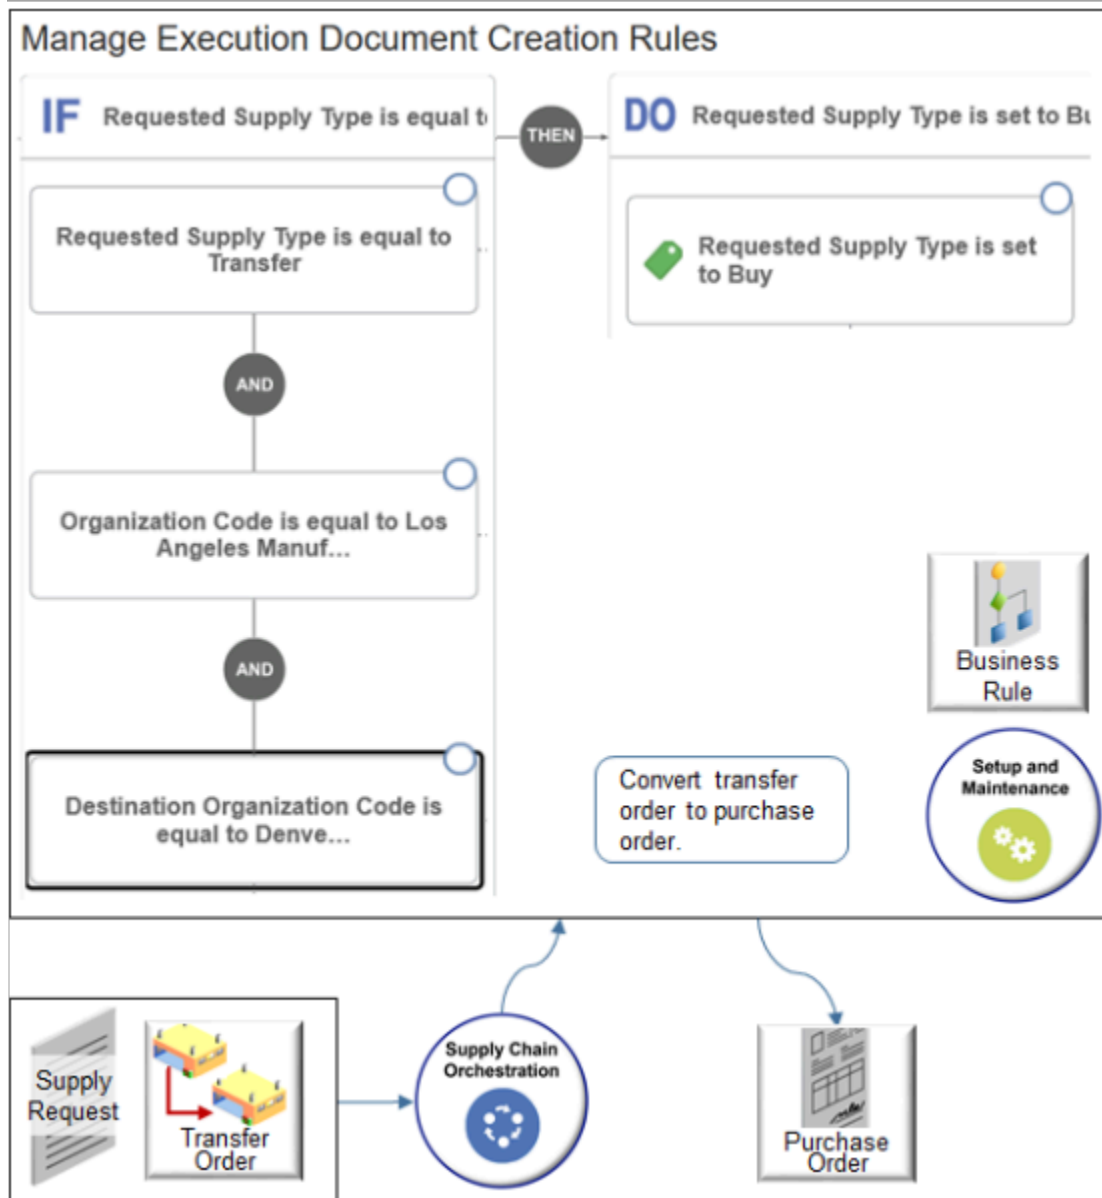 Manage Execution Document Creation Rules
IF Requested Supply Type is equal t
THEN
DO Requested Supply Type is set to Bu
Requested Supply Type is equal to
Transfer
Requested Supply Type is set
to Buy
AND
Organization Code is equal to Los
Angeles Manuf...
AND
Business
Rule
Destination Organization Code is
equal to Denve...
Convert transfer
order to purchase
order.
Setup and
Maintenance
Supply
Request
Transfer
Order
Supply Chain
Orchestration
Purchase
Order